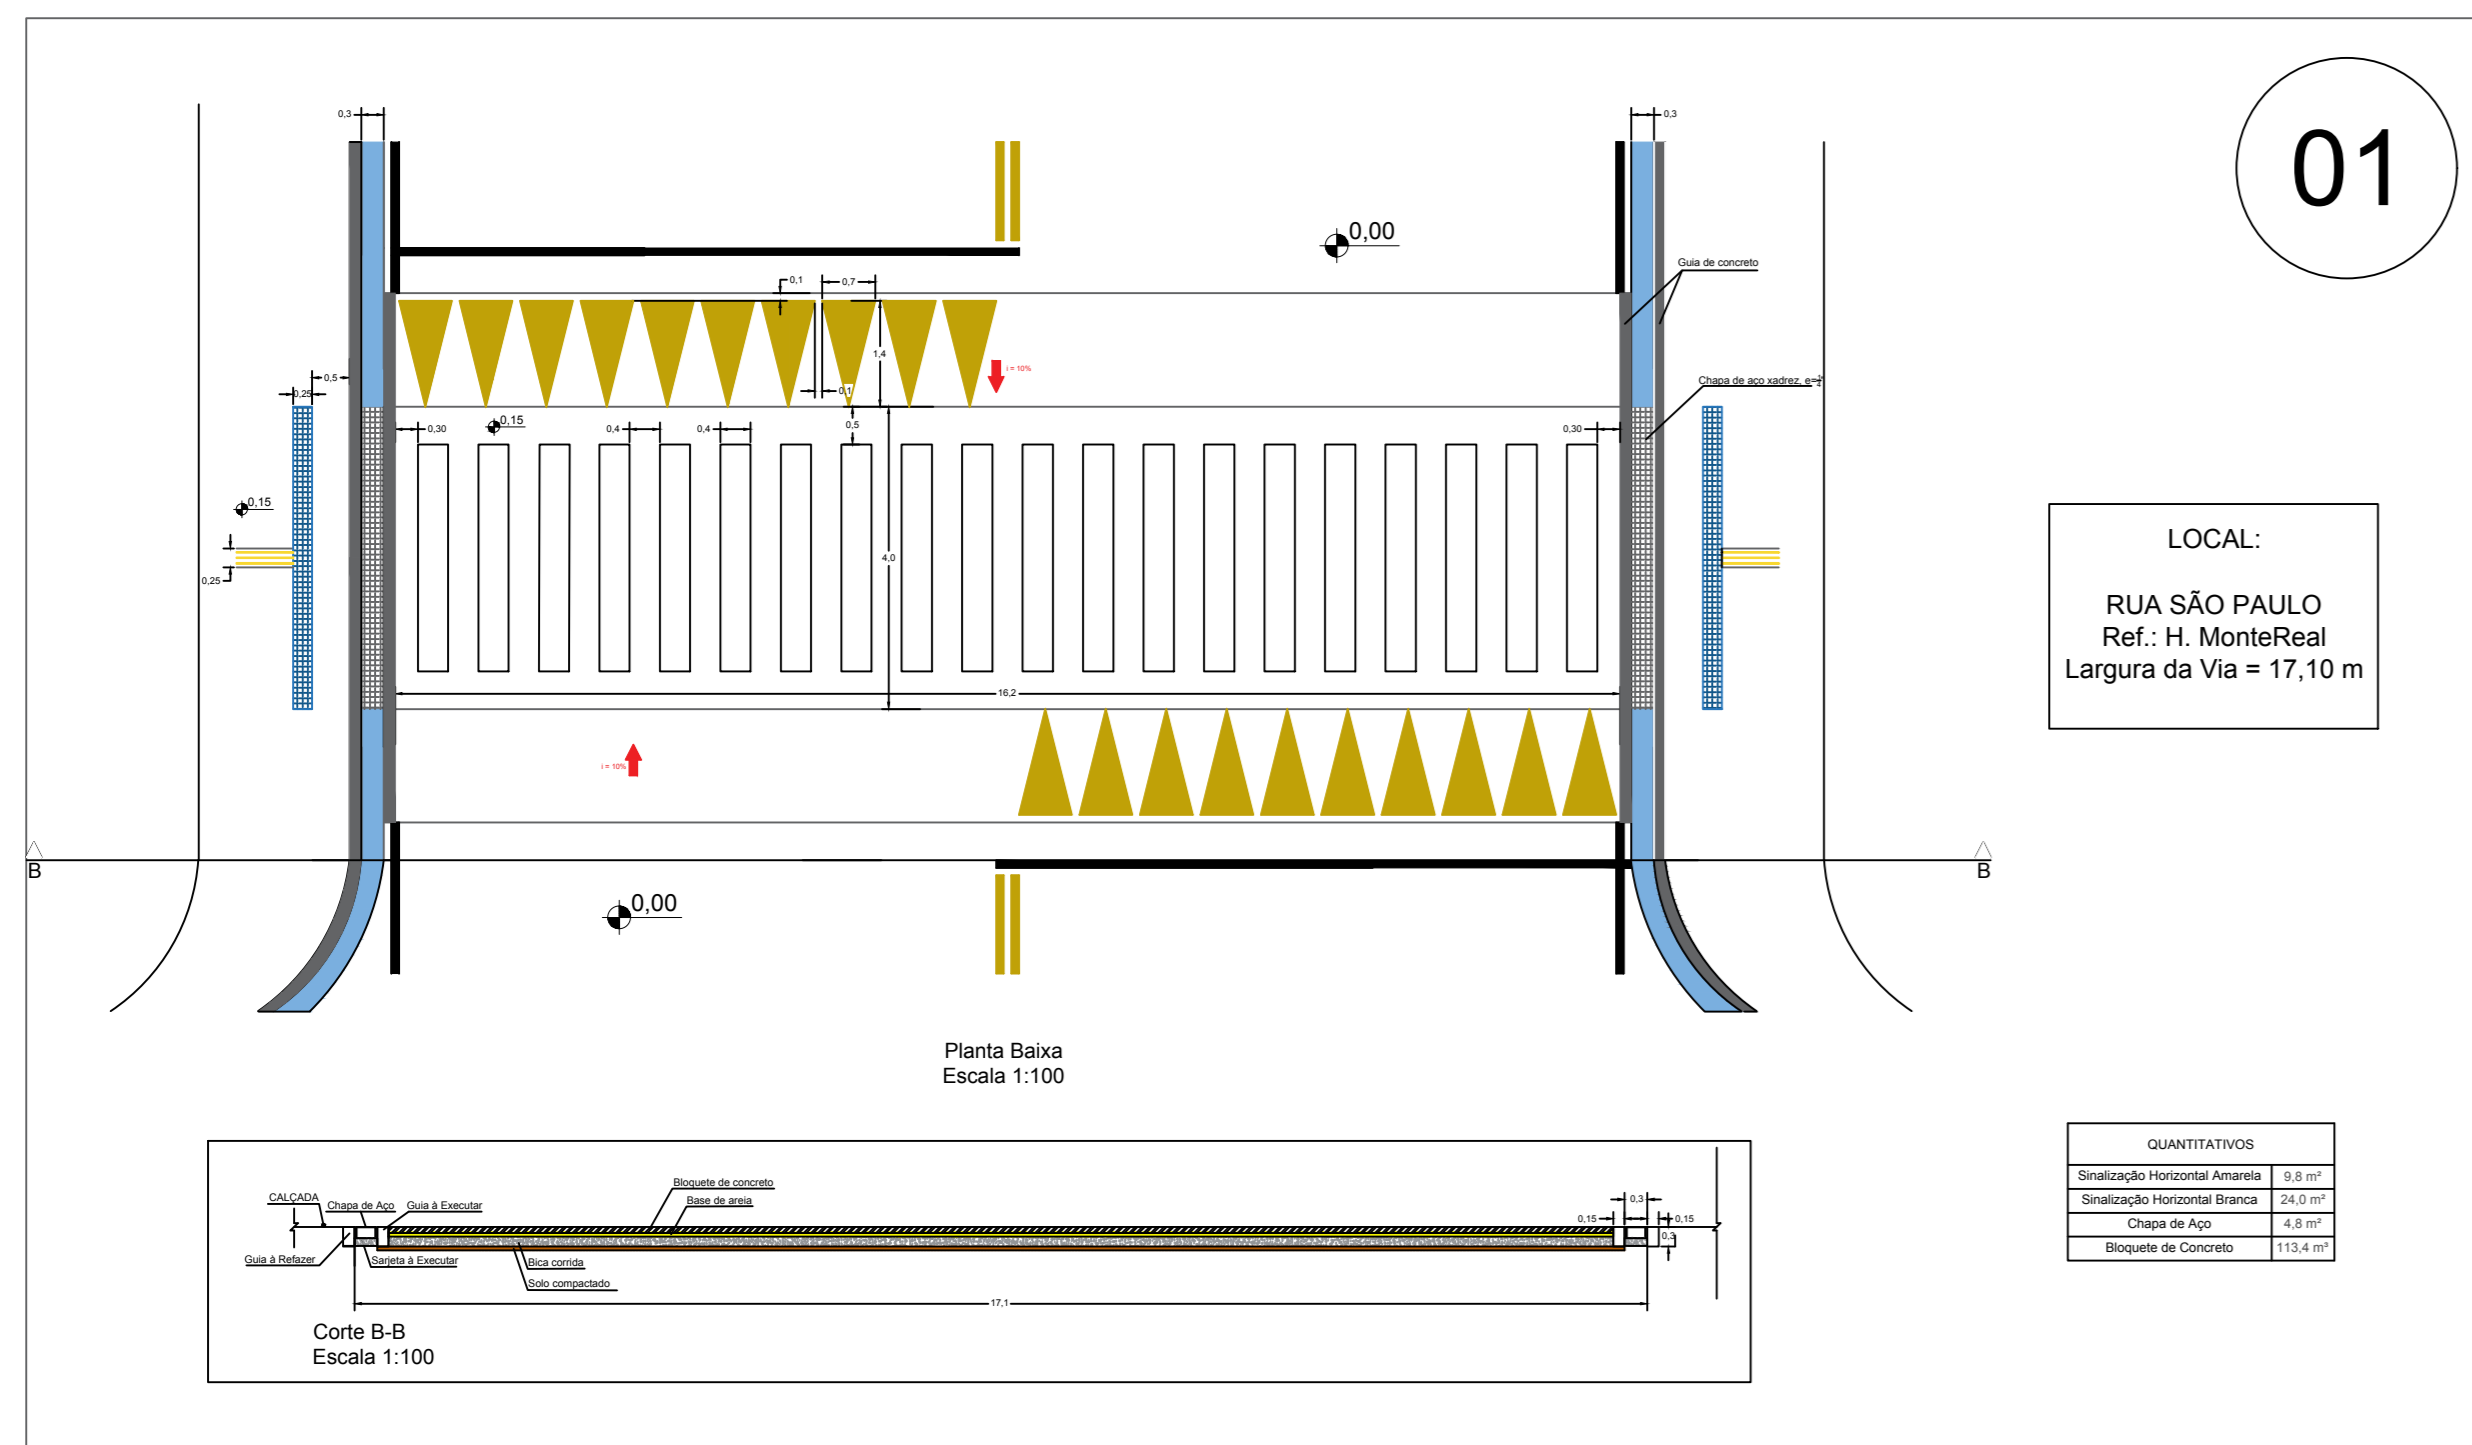 01
0,3
0,3
0,00
Guia de concreto
0,1
0,7
1,4
i = 10%
0,5
0,25
0,1
Chapa de aço xadrez, e=¼"
0,30
0,15
0,4
0,4
0,5
0,30
0,15
4,0
0,25
LOCAL:
RUA SÃO PAULO
Ref.: H. MonteReal
Largura da Via = 17,10 m
16,2
i = 10%
B
B
0,00
Planta Baixa
Escala 1:100
QUANTITATIVOS
Sinalização Horizontal Amarela 9,8 m²
Sinalização Horizontal Branca 24,0 m²
Chapa de Aço 4,8 m²
Bloquete de Concreto 113,4 m³
Bloquete de concreto
Base de areia
CALÇADA
Chapa de Aço
Guia à Executar
0,3
0,15
0,15
0,3
Guia à Refazer
Sarjeta à Executar
Bica corrida
Solo compactado
17,1
Corte B-B
Escala 1:100